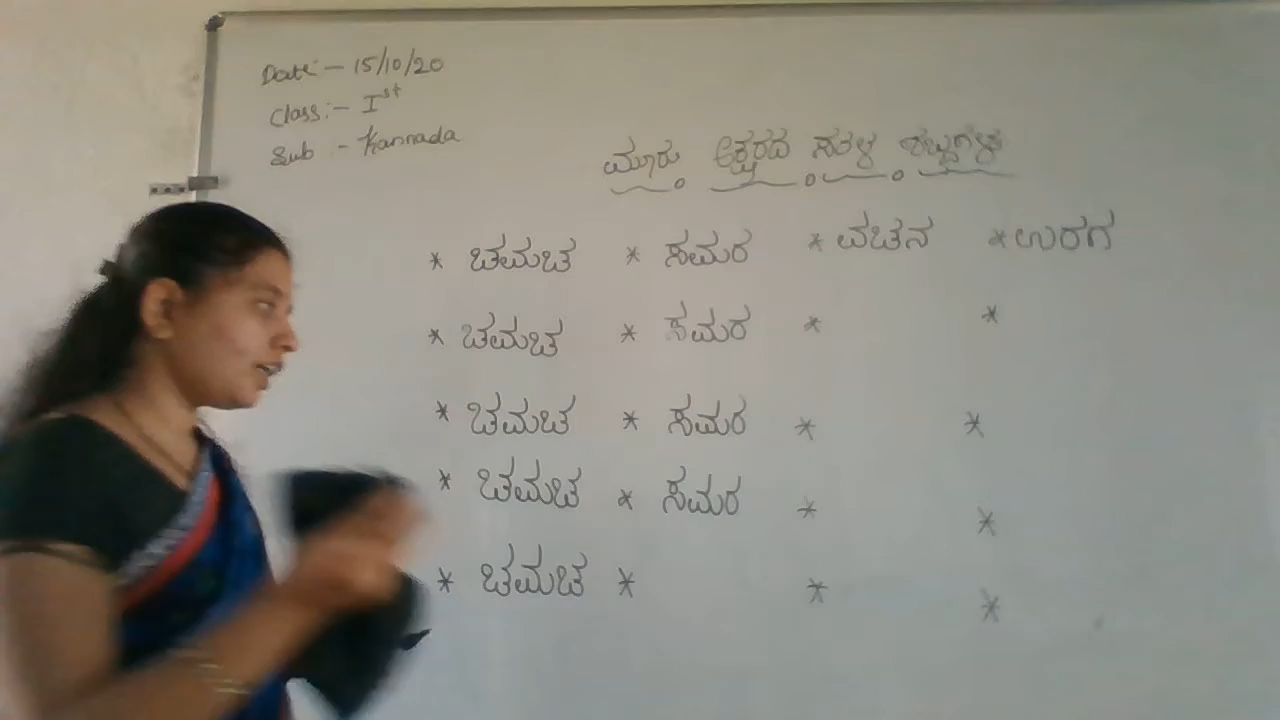 Date:- 15/10/20
Class:- Iˢᵗ
Sub - Kannada
ಮೂರು ಅಕ್ಷರದ ಸರಳ ಶಬ್ದಗಳು
* ಚಮಚ * ಸಮರ * ವಚನ * ಉರಗ
* ಚಮಚ * ಸಮರ * *
* ಚಮಚ * ಸಮರ * *
* ಚಮಚ * ಸಮರ * *
* ಚಮಚ * * *